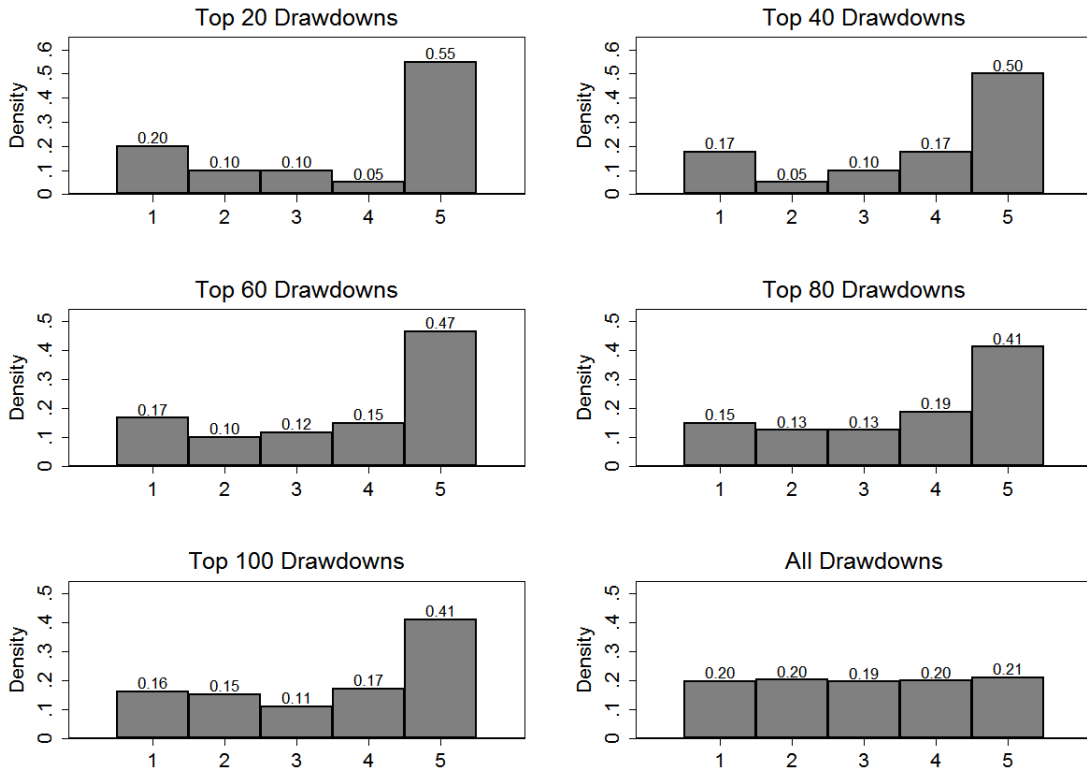 Top 20 Drawdowns
Density
0 .1 .2 .3 .4 .5 .6
0.20 0.10 0.10 0.05 0.55
1 2 3 4 5
Top 40 Drawdowns
Density
0 .1 .2 .3 .4 .5 .6
0.17 0.05 0.10 0.17 0.50
1 2 3 4 5
Top 60 Drawdowns
Density
0 .1 .2 .3 .4 .5
0.17 0.10 0.12 0.15 0.47
1 2 3 4 5
Top 80 Drawdowns
Density
0 .1 .2 .3 .4 .5
0.15 0.13 0.13 0.19 0.41
1 2 3 4 5
Top 100 Drawdowns
Density
0 .1 .2 .3 .4 .5
0.16 0.15 0.11 0.17 0.41
1 2 3 4 5
All Drawdowns
Density
0 .1 .2 .3 .4 .5
0.20 0.20 0.19 0.20 0.21
1 2 3 4 5